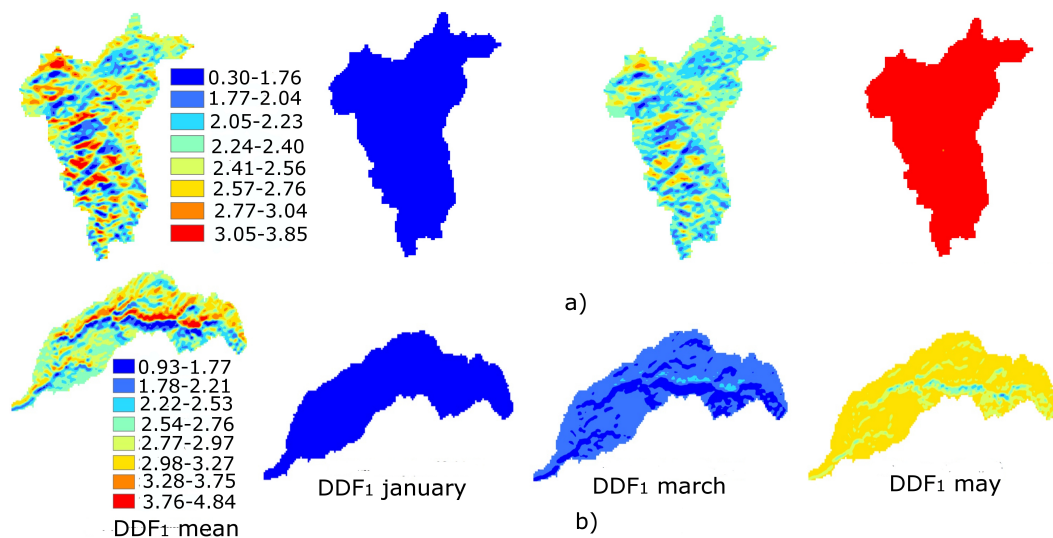 0.30-1.76
1.77-2.04
2.05-2.23
2.24-2.40
2.41-2.56
2.57-2.76
2.77-3.04
3.05-3.85
a)
0.93-1.77
1.78-2.21
2.22-2.53
2.54-2.76
2.77-2.97
2.98-3.27
3.28-3.75
3.76-4.84
DDF1 mean
DDF1 january
DDF1 march
DDF1 may
b)